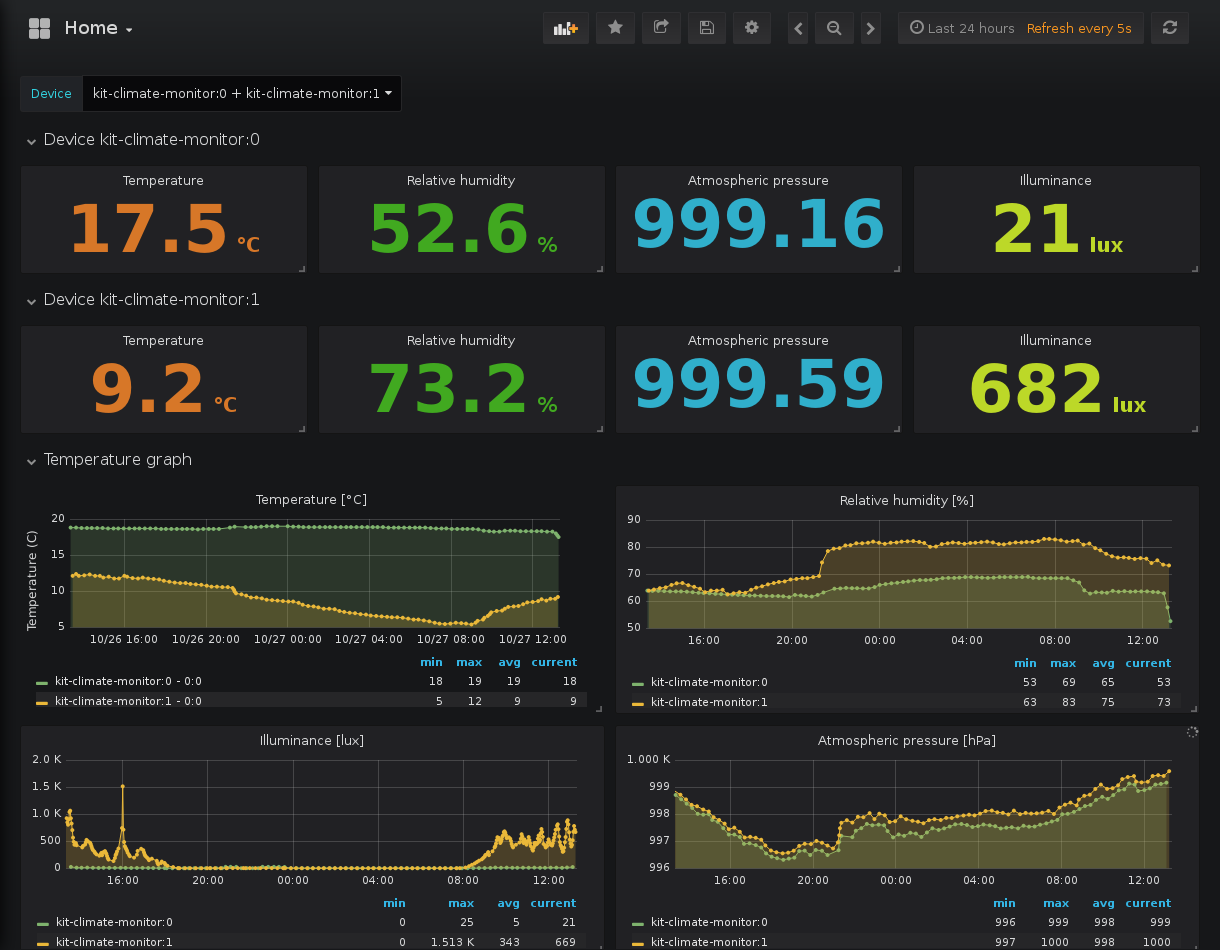 Home
Last 24 hours Refresh every 5s
Device kit-climate-monitor:0 + kit-climate-monitor:1
Device kit-climate-monitor:0
Temperature Relative humidity Atmospheric pressure Illuminance
17.5 °C 52.6 % 999.16 21 lux
Device kit-climate-monitor:1
Temperature Relative humidity Atmospheric pressure Illuminance
9.2 °C 73.2 % 999.59 682 lux
Temperature graph
Temperature [°C]
Temperature (C)
20
15
10
5
10/26 16:00 10/26 20:00 10/27 00:00 10/27 04:00 10/27 08:00 10/27 12:00
min max avg current
kit-climate-monitor:0 - 0:0 18 19 19 18
kit-climate-monitor:1 - 0:0 5 12 9 9
Relative humidity [%]
90
80
70
60
50
16:00 20:00 00:00 04:00 08:00 12:00
min max avg current
kit-climate-monitor:0 53 69 65 53
kit-climate-monitor:1 63 83 75 73
Illuminance [lux]
2.0 K
1.5 K
1.0 K
500
0
16:00 20:00 00:00 04:00 08:00 12:00
min max avg current
kit-climate-monitor:0 0 25 5 21
kit-climate-monitor:1 0 1.513 K 343 669
Atmospheric pressure [hPa]
1.000 K
999
998
997
996
16:00 20:00 00:00 04:00 08:00 12:00
min max avg current
kit-climate-monitor:0 996 999 998 999
kit-climate-monitor:1 997 1000 998 1000